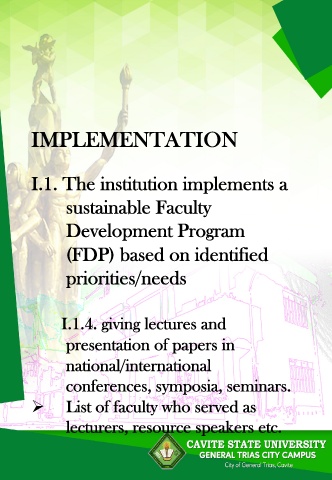 IMPLEMENTATION
I.1. The institution implements a
sustainable Faculty
Development Program
(FDP) based on identified
priorities/needs
I.1.4. giving lectures and
presentation of papers in
national/international
conferences, symposia, seminars.
➢ List of faculty who served as
lecturers, resource speakers etc.
CAVITE STATE UNIVERSITY
GENERAL TRIAS CITY CAMPUS
City of General Trias, Cavite